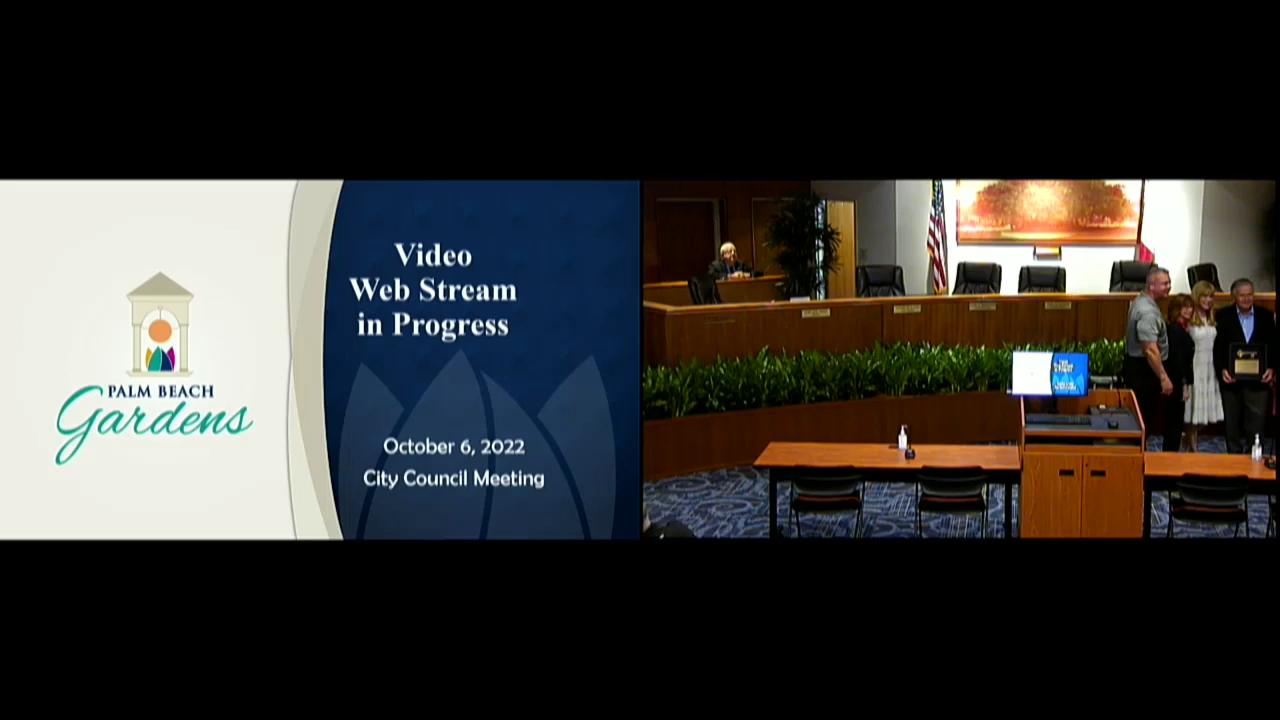 Video
Web Stream
in Progress
PALM BEACH
Gardens
October 6, 2022
City Council Meeting